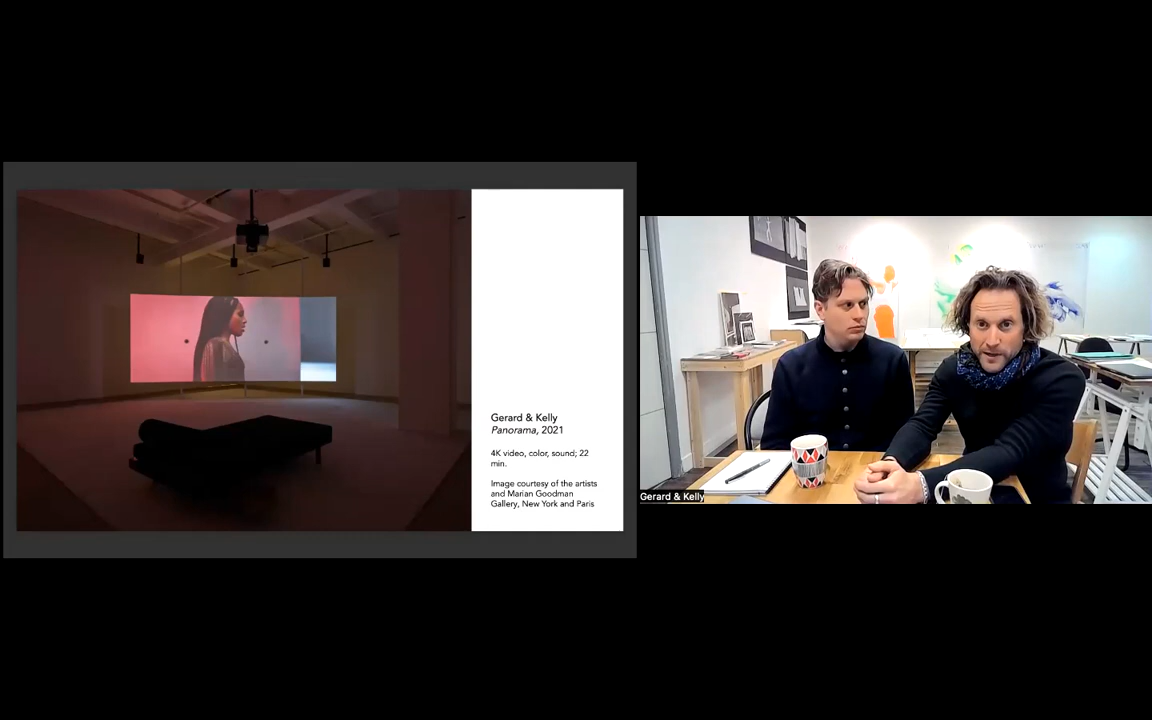 Gerard & Kelly
Panorama, 2021
4K video, color, sound; 22
min.
Image courtesy of the artists
and Marian Goodman
Gallery, New York and Paris
Gerard & Kelly